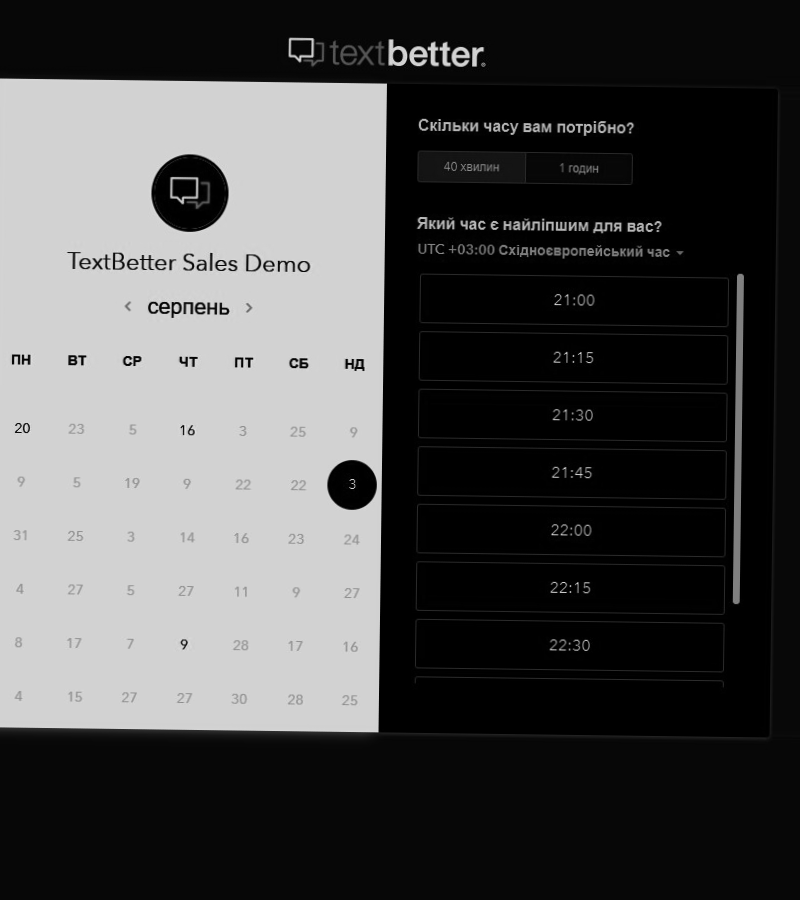 textbetter®
TextBetter Sales Demo
< серпень >
ПН ВТ СР ЧТ ПТ СБ НД
20 23 5 16 3 25 9
9 5 19 9 22 22 3
31 25 3 14 16 23 24
4 27 5 27 11 9 27
8 17 7 9 28 17 16
4 15 27 27 30 28 25
Скільки часу вам потрібно?
40 хвилин 1 годин
Який час є найліпшим для вас?
UTC +03:00 Східноєвропейський час
21:00
21:15
21:30
21:45
22:00
22:15
22:30